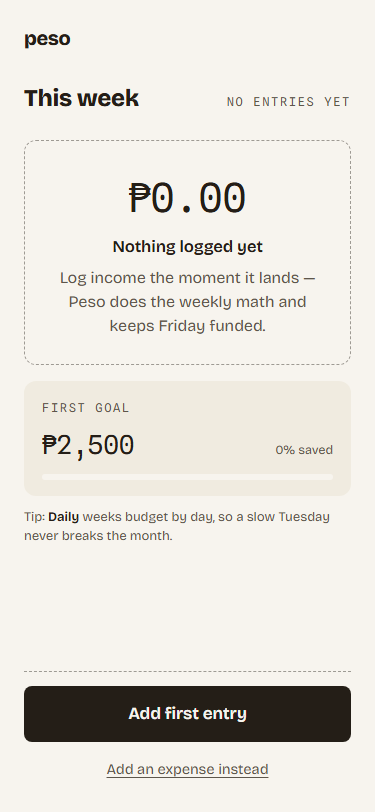 peso
This week
NO ENTRIES YET
₱0.00
Nothing logged yet
Log income the moment it lands —
Peso does the weekly math and
keeps Friday funded.
FIRST GOAL
₱2,500
0% saved
Tip: Daily weeks budget by day, so a slow Tuesday
never breaks the month.
Add first entry
Add an expense instead